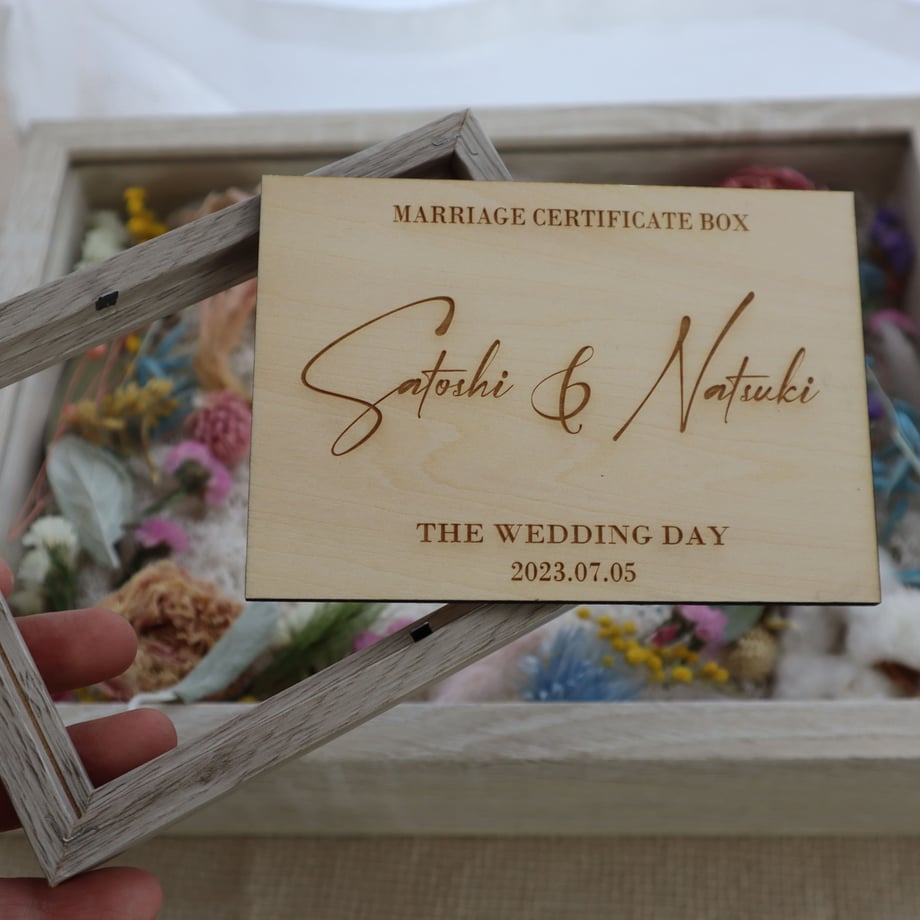 MARRIAGE CERTIFICATE BOX
Satoshi & Natsuki
THE WEDDING DAY
2023.07.05